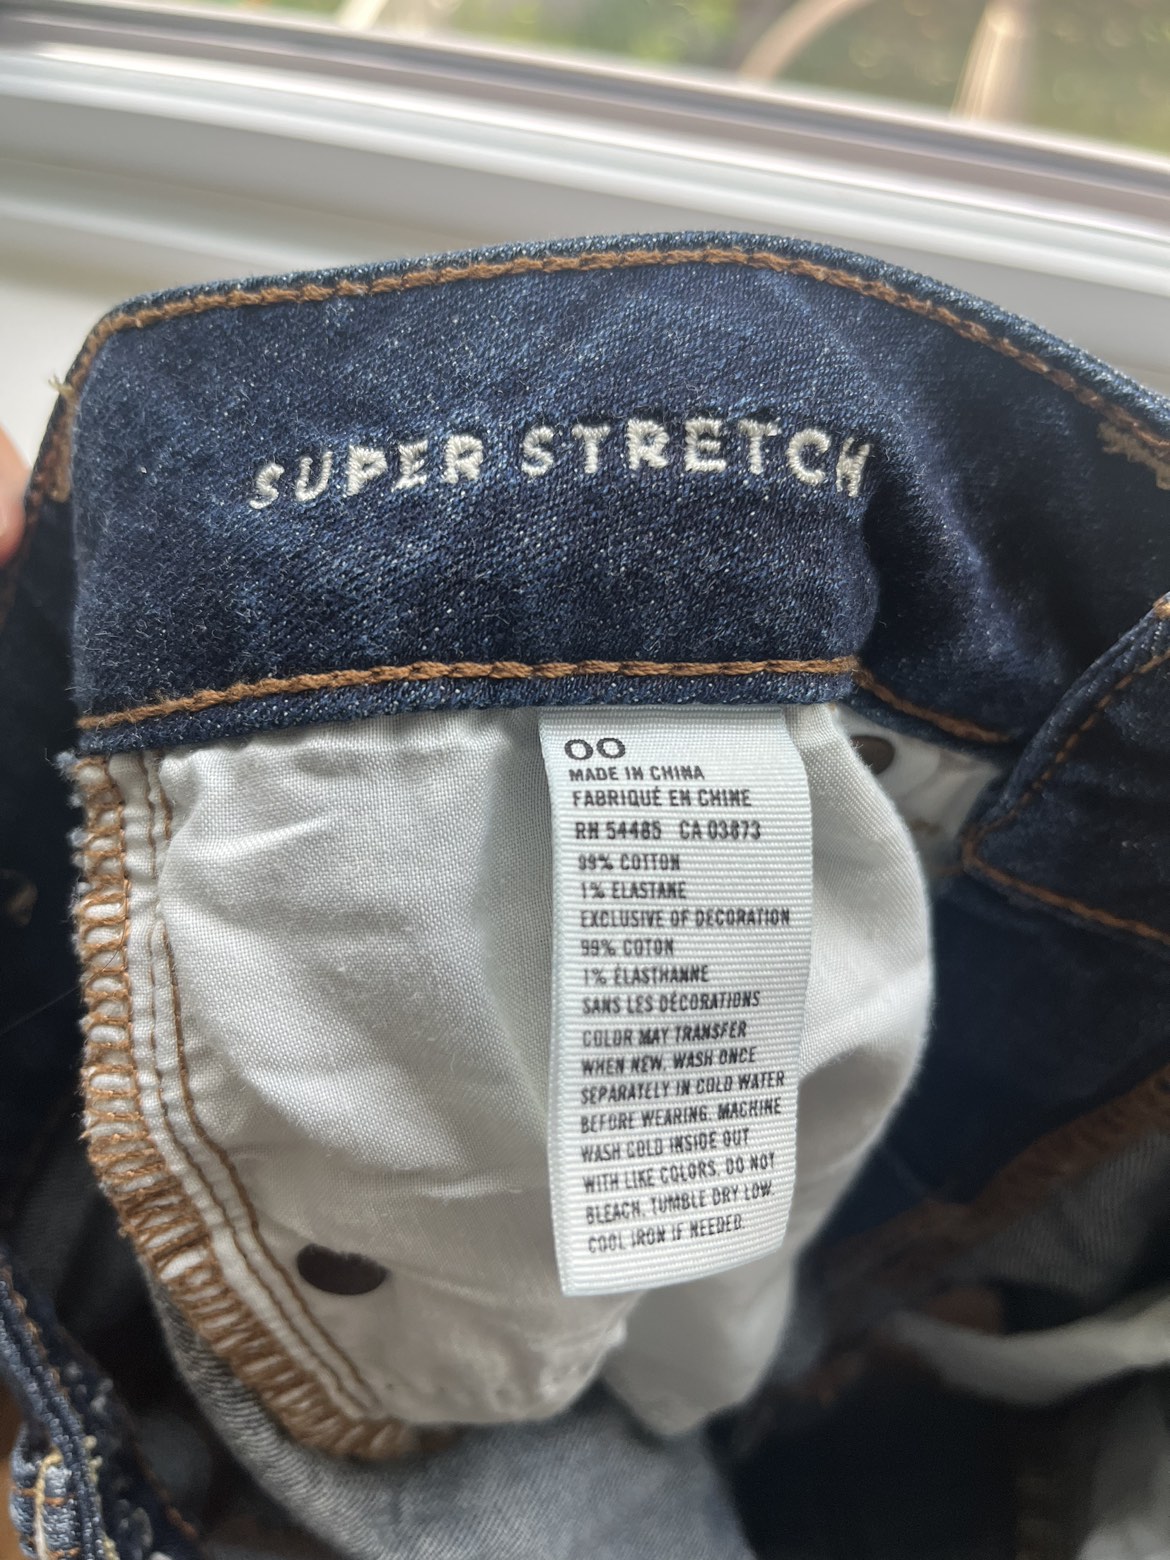 SUPER STRETCH
00
MADE IN CHINA
FABRIQUÉ EN CHINE
RN 54485 CA 03873
99% COTTON
1% ELASTANE
EXCLUSIVE OF DECORATION
99% COTON
1% ÉLASTHANNE
SANS LES DÉCORATIONS
COLOR MAY TRANSFER
WHEN NEW. WASH ONCE
SEPARATELY IN COLD WATER
BEFORE WEARING. MACHINE
WASH COLD INSIDE OUT
WITH LIKE COLORS. DO NOT
BLEACH. TUMBLE DRY LOW.
COOL IRON IF NEEDED.